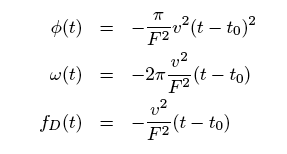 ϕ(t) = −π/F² v²(t − t₀)²
ω(t) = −2π v²/F² (t − t₀)
f_D(t) = −v²/F² (t − t₀)